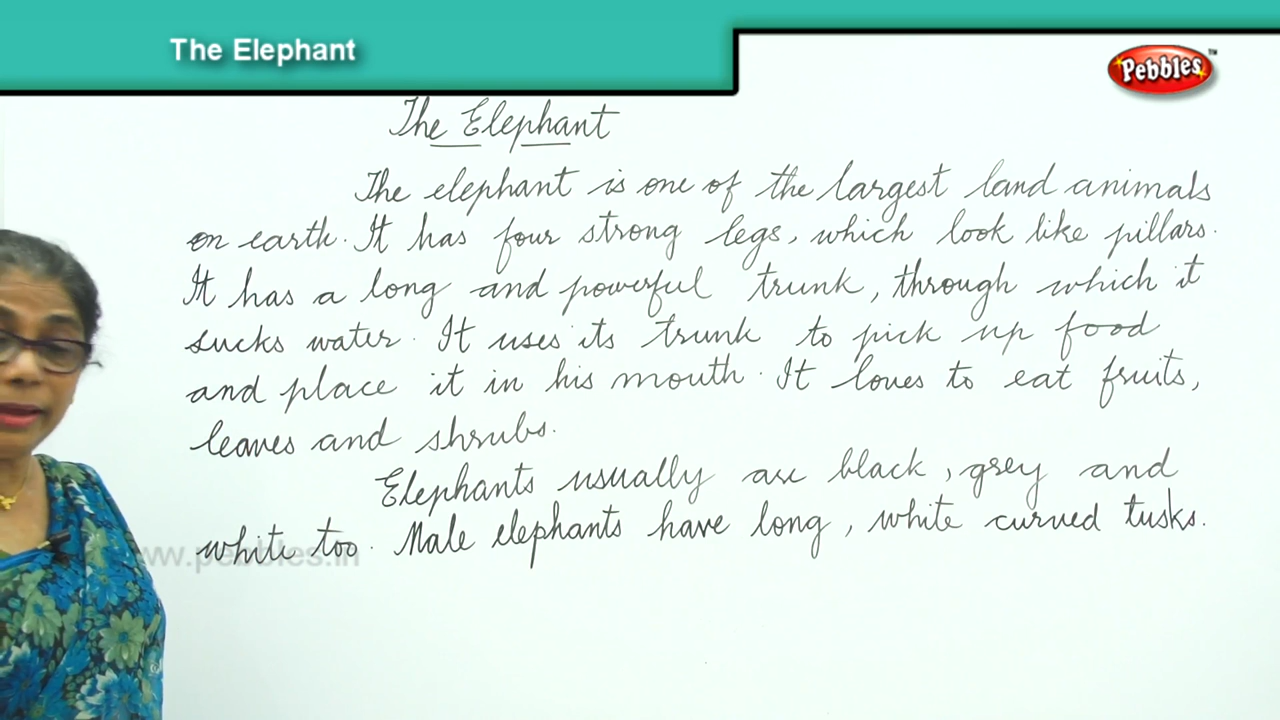 The Elephant
Pebbles™
The Elephant
The elephant is one of the largest land animals
on earth. It has four strong legs, which look like pillars.
It has a long and powerful trunk, through which it
sucks water. It uses its trunk to pick up food
and place it in his mouth. It loves to eat fruits,
leaves and shrubs.
Elephants usually are black, grey and
white too. Male elephants have long, white curved tusks.
www.pebbles.in